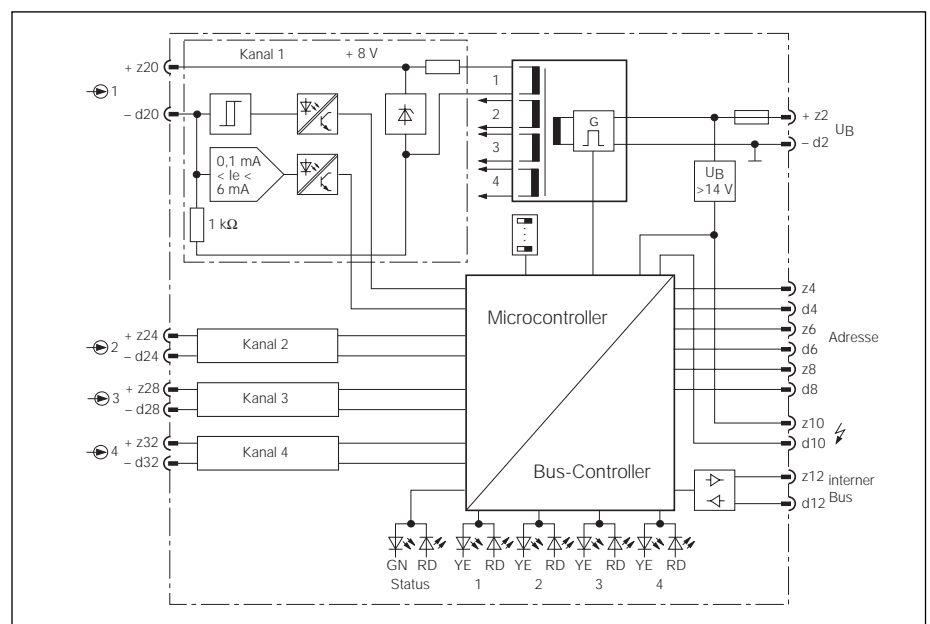 Kanal 1
+ 8 V
+ z20
1
– d20
0,1 mA
< Ie <
6 mA
1 kΩ
1
2
3
4
G
+ z2
UB
– d2
UB
>14 V
Microcontroller
Bus-Controller
z4
d4
z6
Adresse
d6
z8
d8
z10
d10
z12 interner
d12 Bus
+ z24
2
– d24
Kanal 2
+ z28
3
– d28
Kanal 3
+ z32
4
– d32
Kanal 4
GN RD YE RD YE RD YE RD YE RD
Status 1 2 3 4